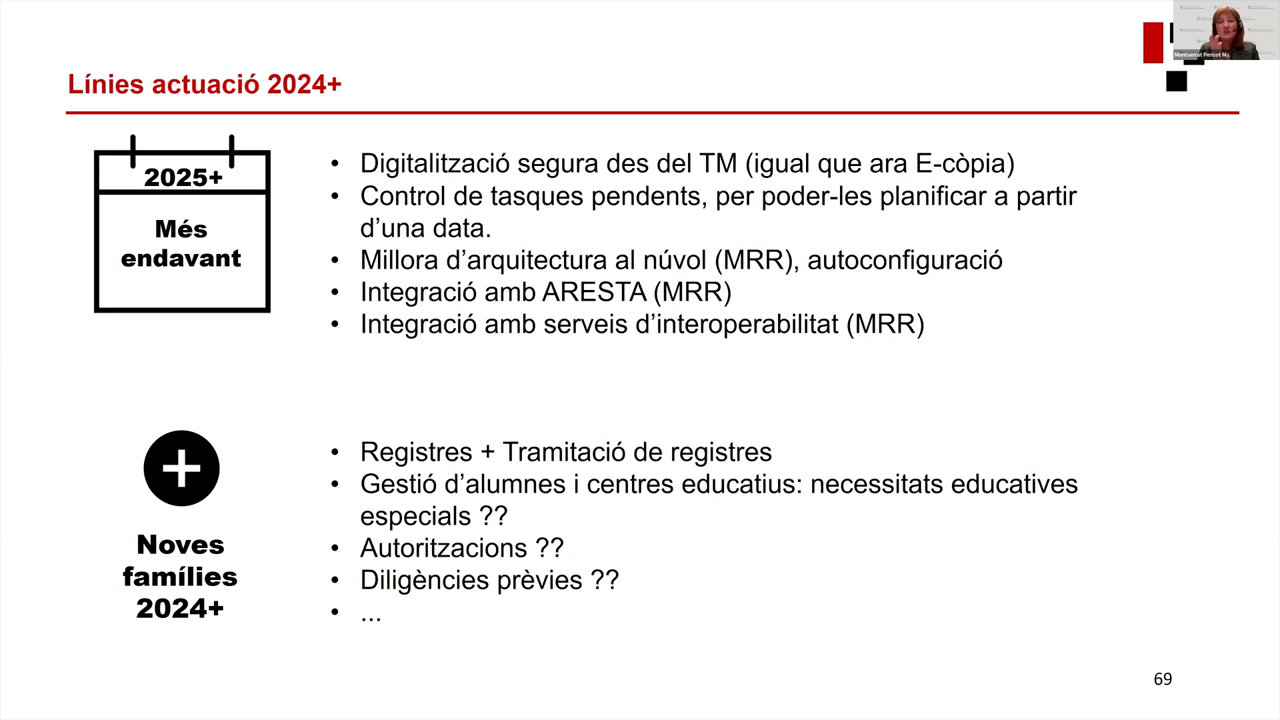 Línies actuació 2024+
Montserrat Pericot Ma
2025+
Més
endavant
• Digitalització segura des del TM (igual que ara E-còpia)
• Control de tasques pendents, per poder-les planificar a partir
d’una data.
• Millora d’arquitectura al núvol (MRR), autoconfiguració
• Integració amb ARESTA (MRR)
• Integració amb serveis d’interoperabilitat (MRR)
Noves
famílies
2024+
• Registres + Tramitació de registres
• Gestió d’alumnes i centres educatius: necessitats educatives
especials ??
• Autoritzacions ??
• Diligències prèvies ??
• ...
69